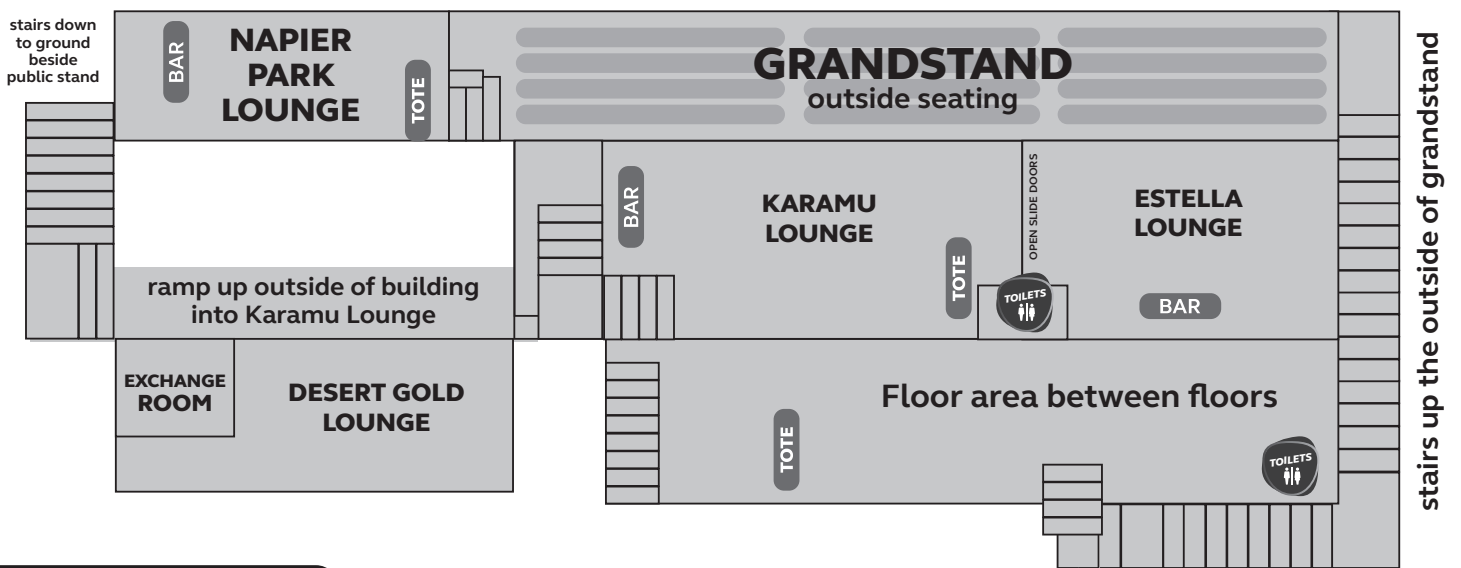 stairs down
to ground
beside
public stand
BAR
NAPIER
PARK
LOUNGE
TOTE
GRANDSTAND
outside seating
stairs up the outside of grandstand
BAR
KARAMU
LOUNGE
TOTE
OPEN SLIDE DOORS
TOILETS
ESTELLA
LOUNGE
BAR
ramp up outside of building
into Karamu Lounge
EXCHANGE
ROOM
DESERT GOLD
LOUNGE
Floor area between floors
TOTE
TOILETS